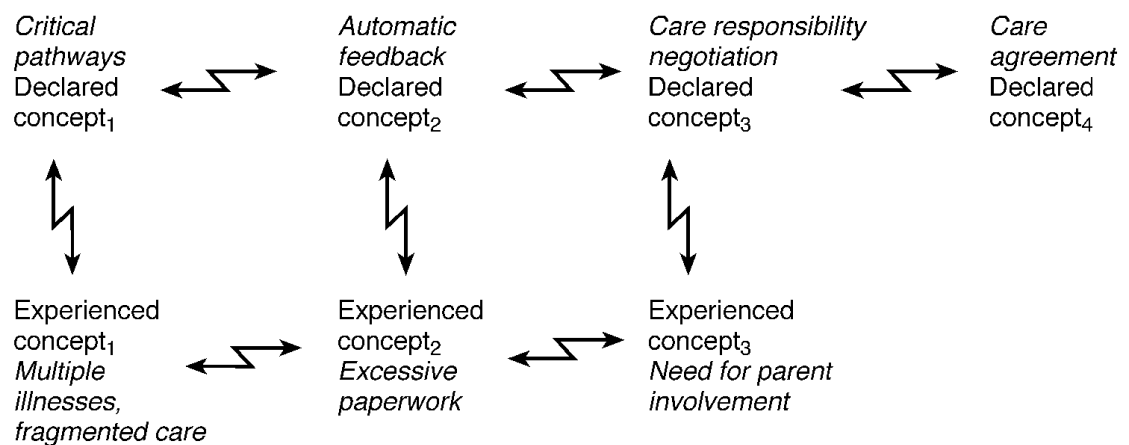 Critical
pathways
Declared
concept₁
Automatic
feedback
Declared
concept₂
Care responsibility
negotiation
Declared
concept₃
Care
agreement
Declared
concept₄
Experienced
concept₁
Multiple
illnesses,
fragmented care
Experienced
concept₂
Excessive
paperwork
Experienced
concept₃
Need for parent
involvement